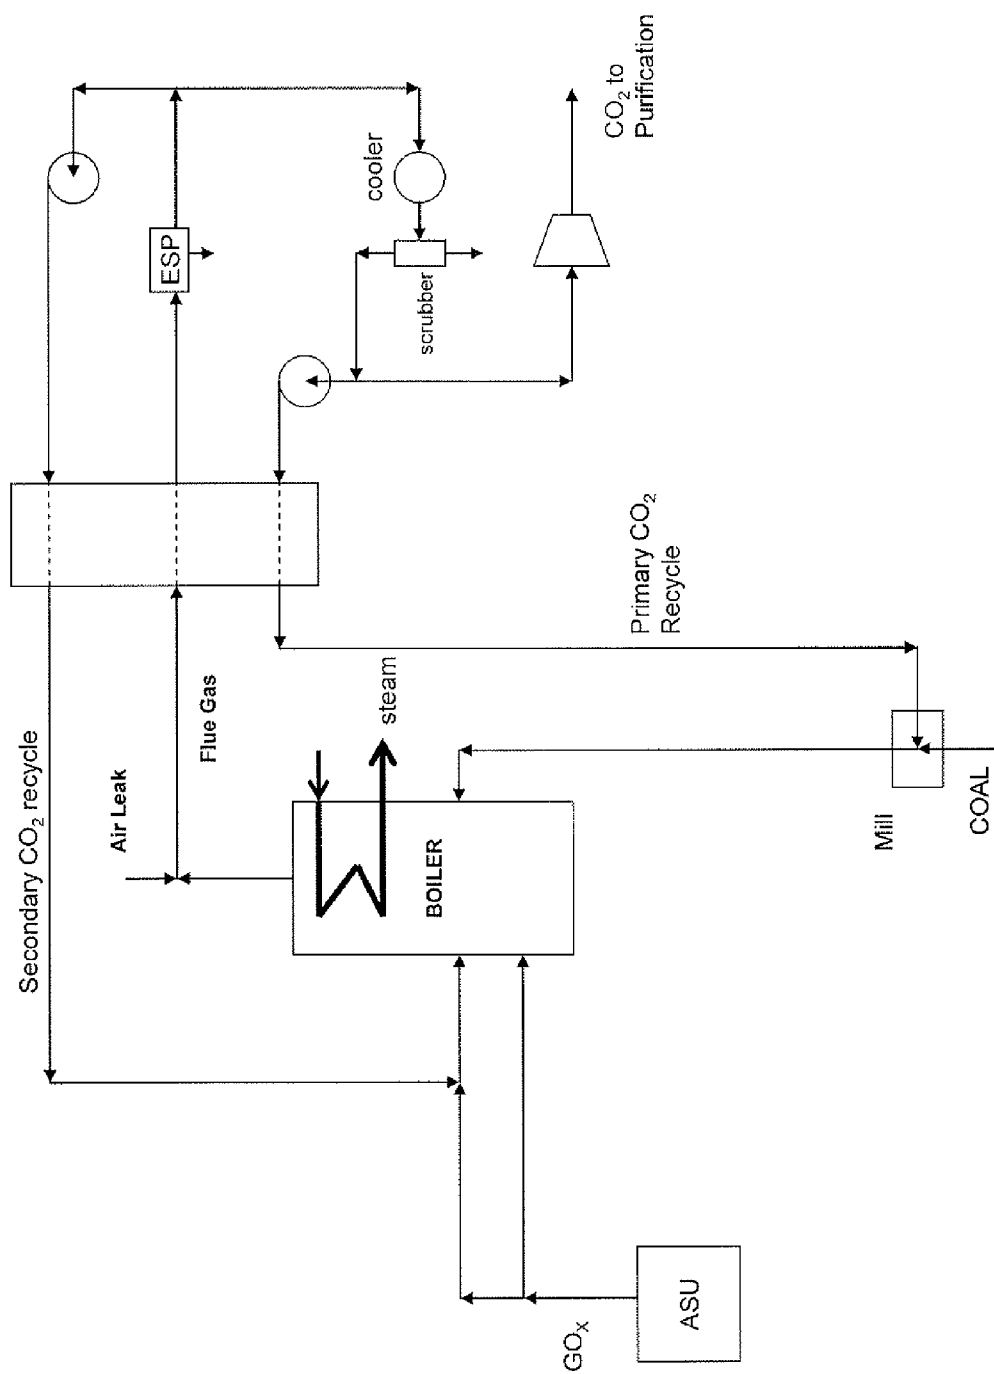 Secondary CO2 recycle
Air Leak
Flue Gas
ESP
cooler
scrubber
CO2 to
Purification
BOILER
steam
Primary CO2
Recycle
Mill
COAL
GOX
ASU